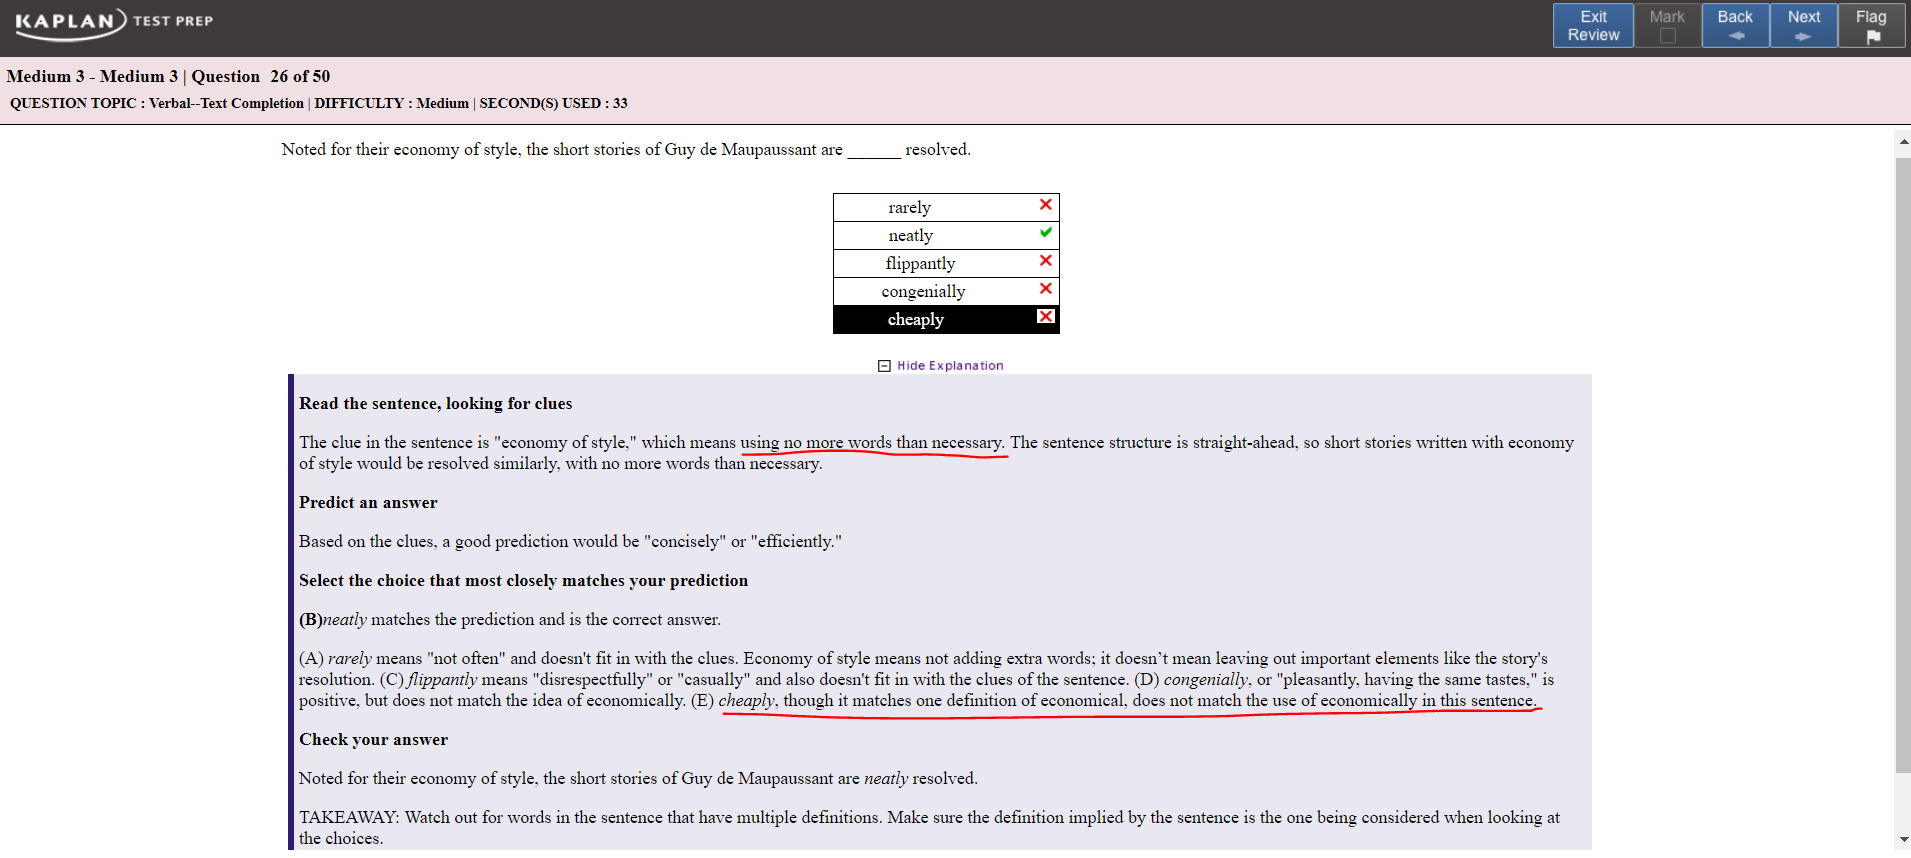 KAPLAN TEST PREP
Exit Review
Mark
Back
Next
Flag
Medium 3 - Medium 3 | Question 26 of 50
QUESTION TOPIC : Verbal--Text Completion | DIFFICULTY : Medium | SECOND(S) USED : 33
Noted for their economy of style, the short stories of Guy de Maupaussant are ______ resolved.
rarely
neatly
flippantly
congenially
cheaply
Hide Explanation
Read the sentence, looking for clues
The clue in the sentence is "economy of style," which means using no more words than necessary. The sentence structure is straight-ahead, so short stories written with economy
of style would be resolved similarly, with no more words than necessary.
Predict an answer
Based on the clues, a good prediction would be "concisely" or "efficiently."
Select the choice that most closely matches your prediction
(B)neatly matches the prediction and is the correct answer.
(A) rarely means "not often" and doesn't fit in with the clues. Economy of style means not adding extra words; it doesn’t mean leaving out important elements like the story's
resolution. (C) flippantly means "disrespectfully" or "casually" and also doesn't fit in with the clues of the sentence. (D) congenially, or "pleasantly, having the same tastes," is
positive, but does not match the idea of economically. (E) cheaply, though it matches one definition of economical, does not match the use of economically in this sentence.
Check your answer
Noted for their economy of style, the short stories of Guy de Maupaussant are neatly resolved.
TAKEAWAY: Watch out for words in the sentence that have multiple definitions. Make sure the definition implied by the sentence is the one being considered when looking at
the choices.